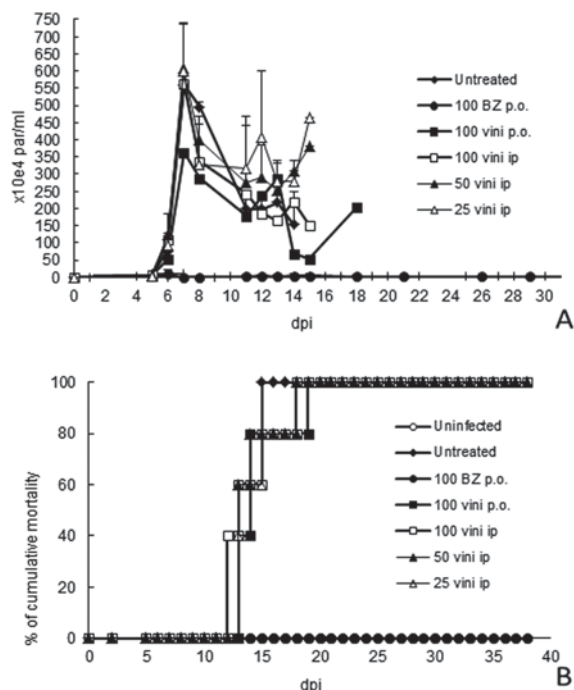 x10e4 par/ml
750
700
650
600
550
500
450
400
350
300
250
200
150
100
50
0
0 2 4 6 8 10 12 14 16 18 20 22 24 26 28 30
dpi
Untreated
100 BZ p.o.
100 vini p.o.
100 vini ip
50 vini ip
25 vini ip
A
% of cumulative mortality
100
80
60
40
20
0
0 5 10 15 20 25 30 35 40
dpi
Uninfected
Untreated
100 BZ p.o.
100 vini p.o.
100 vini ip
50 vini ip
25 vini ip
B